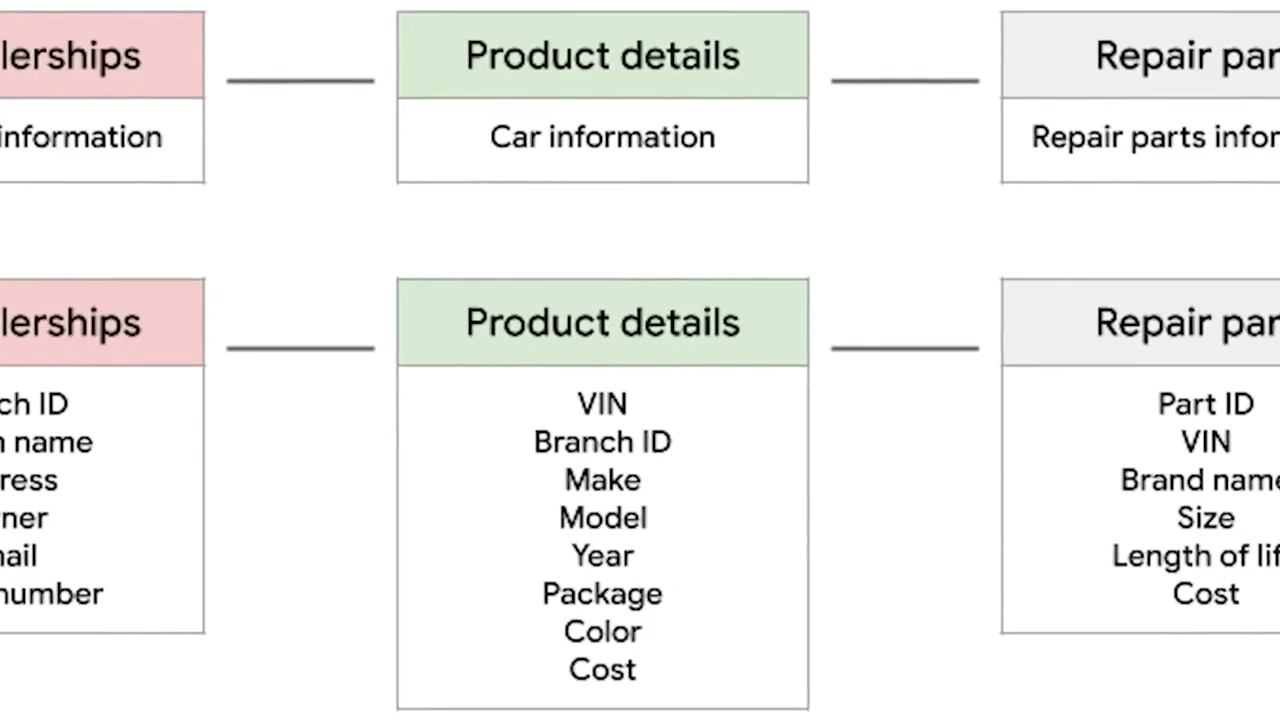 lerships
Product details
Repair par
information
Car information
Repair parts infor
lerships
Product details
Repair par
ch ID
name
ress
ner
ail
number
VIN
Branch ID
Make
Model
Year
Package
Color
Cost
Part ID
VIN
Brand name
Size
Length of lif
Cost